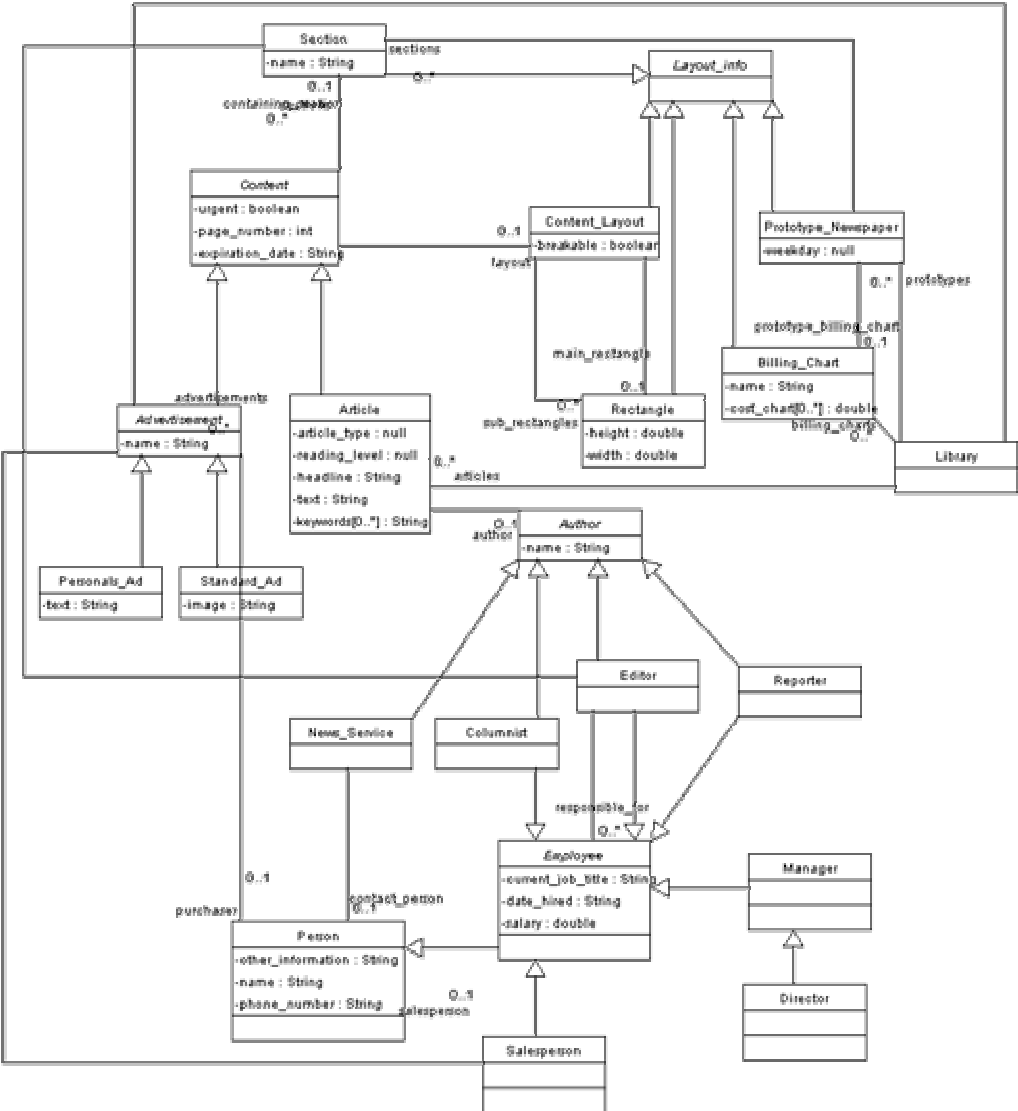 Section
-name : String
sections
0..*
0..1
0..*
Layout_info
Content
-urgent : boolean
-page_number : int
-expiration_date : String
0..1
layout
Content_Layout
-breakable : boolean
Prototype_Newspaper
-weekday : null
0..*
prototypes
prototype_billing_chart
0..1
main_rectangle
0..1
0..*
sub_rectangles
Billing_Chart
-name : String
-cost_chart[0..*] : double
0..*
advertisements
Advertisement
0..*
-name : String
Article
-article_type : null
-reading_level : null
-headline : String
-text : String
-keywords[0..*] : String
0..*
articles
Rectangle
-height : double
-width : double
Library
0..1
author
Author
-name : String
Personals_Ad
-text : String
Standard_Ad
-image : String
Editor
Reporter
News_Service
Columnist
responsible_for
0..*
Employee
-current_job_title : String
-date_hired : String
-salary : double
Manager
0..1
purchaser
contact_person
0..1
Person
-other_information : String
-name : String
-phone_number : String
0..1
salesperson
Director
Salesperson